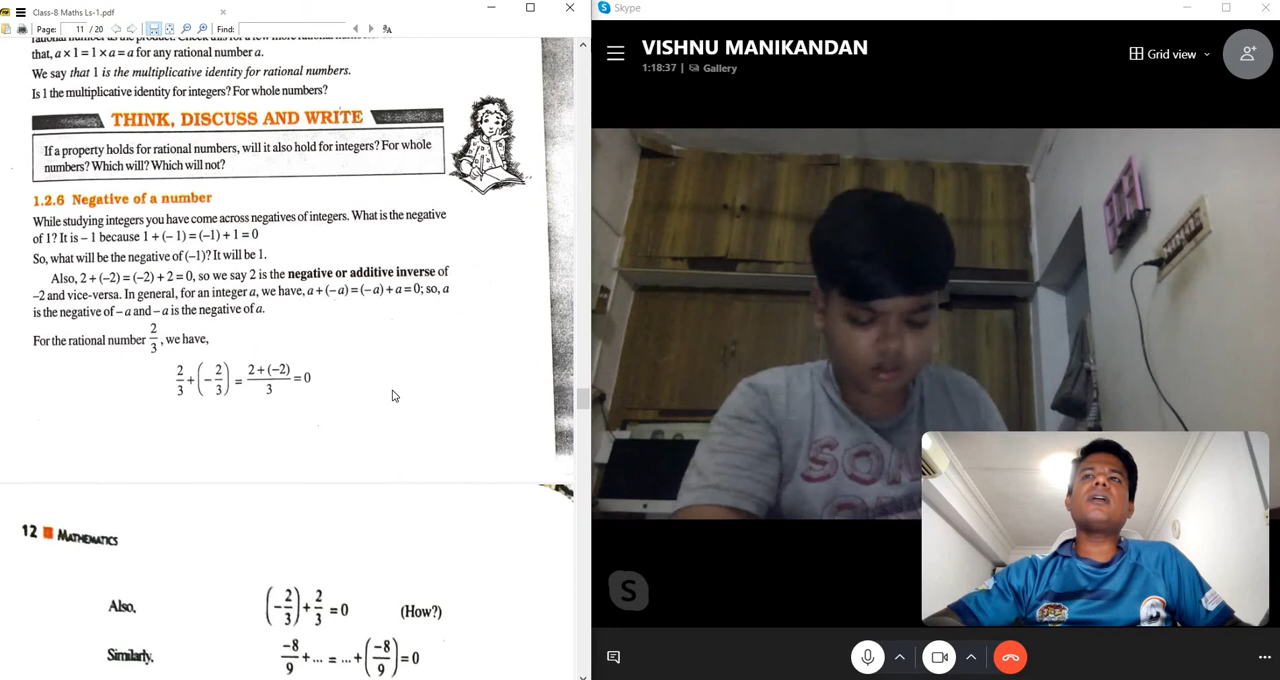 Class-8 Maths Ls-1.pdf
Page: 11 / 20
Find:
that, a × 1 = 1 × a = a for any rational number a.
We say that 1 is the multiplicative identity for rational numbers.
Is 1 the multiplicative identity for integers? For whole numbers?
THINK, DISCUSS AND WRITE
If a property holds for rational numbers, will it also hold for integers? For whole
numbers? Which will? Which will not?
1.2.6 Negative of a number
While studying integers you have come across negatives of integers. What is the negative
of 1? It is – 1 because 1 + (– 1) = (–1) + 1 = 0
So, what will be the negative of (–1)? It will be 1.
Also, 2 + (–2) = (–2) + 2 = 0, so we say 2 is the negative or additive inverse of
–2 and vice-versa. In general, for an integer a, we have, a + (– a) = (– a) + a = 0; so, a
is the negative of – a and – a is the negative of a.
For the rational number 2/3, we have,
2/3 + (– 2/3) = 2 + (–2)/3 = 0
12 MATHEMATICS
Also, (– 2/3) + 2/3 = 0 (How?)
Similarly, –8/9 + ... = ... + (–8/9) = 0
Skype
VISHNU MANIKANDAN
1:18:37 | Gallery
Grid view
SON